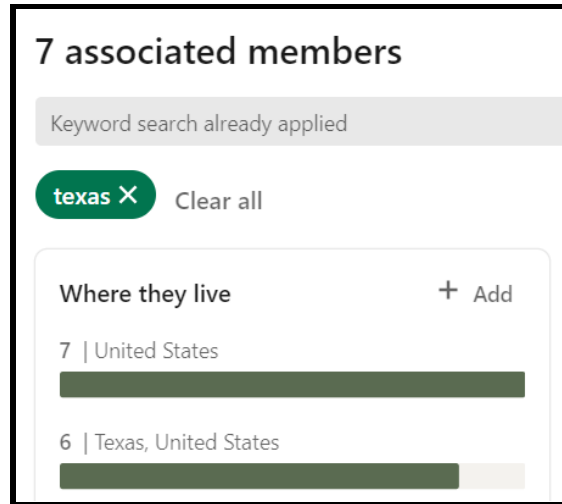 7 associated members
Keyword search already applied
texas ✕ Clear all
Where they live + Add
7 | United States
6 | Texas, United States